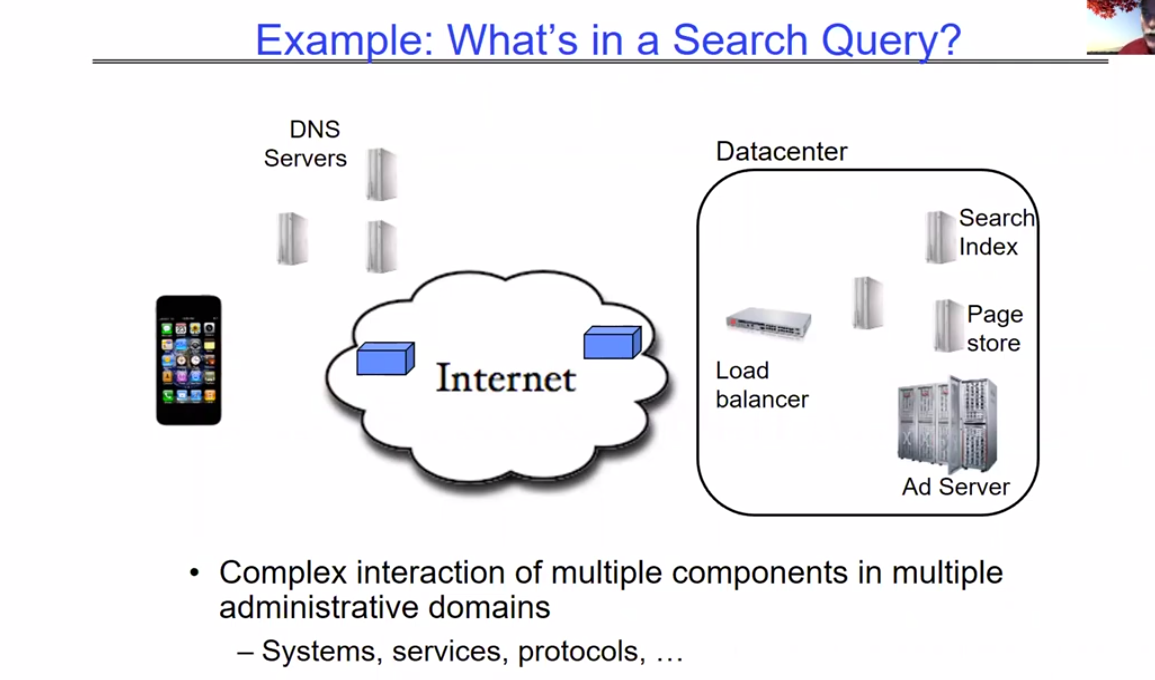 Example: What's in a Search Query?
DNS
Servers
Datacenter
Search
Index
Page
store
Internet
Load
balancer
Ad Server
• Complex interaction of multiple components in multiple
administrative domains
– Systems, services, protocols, …